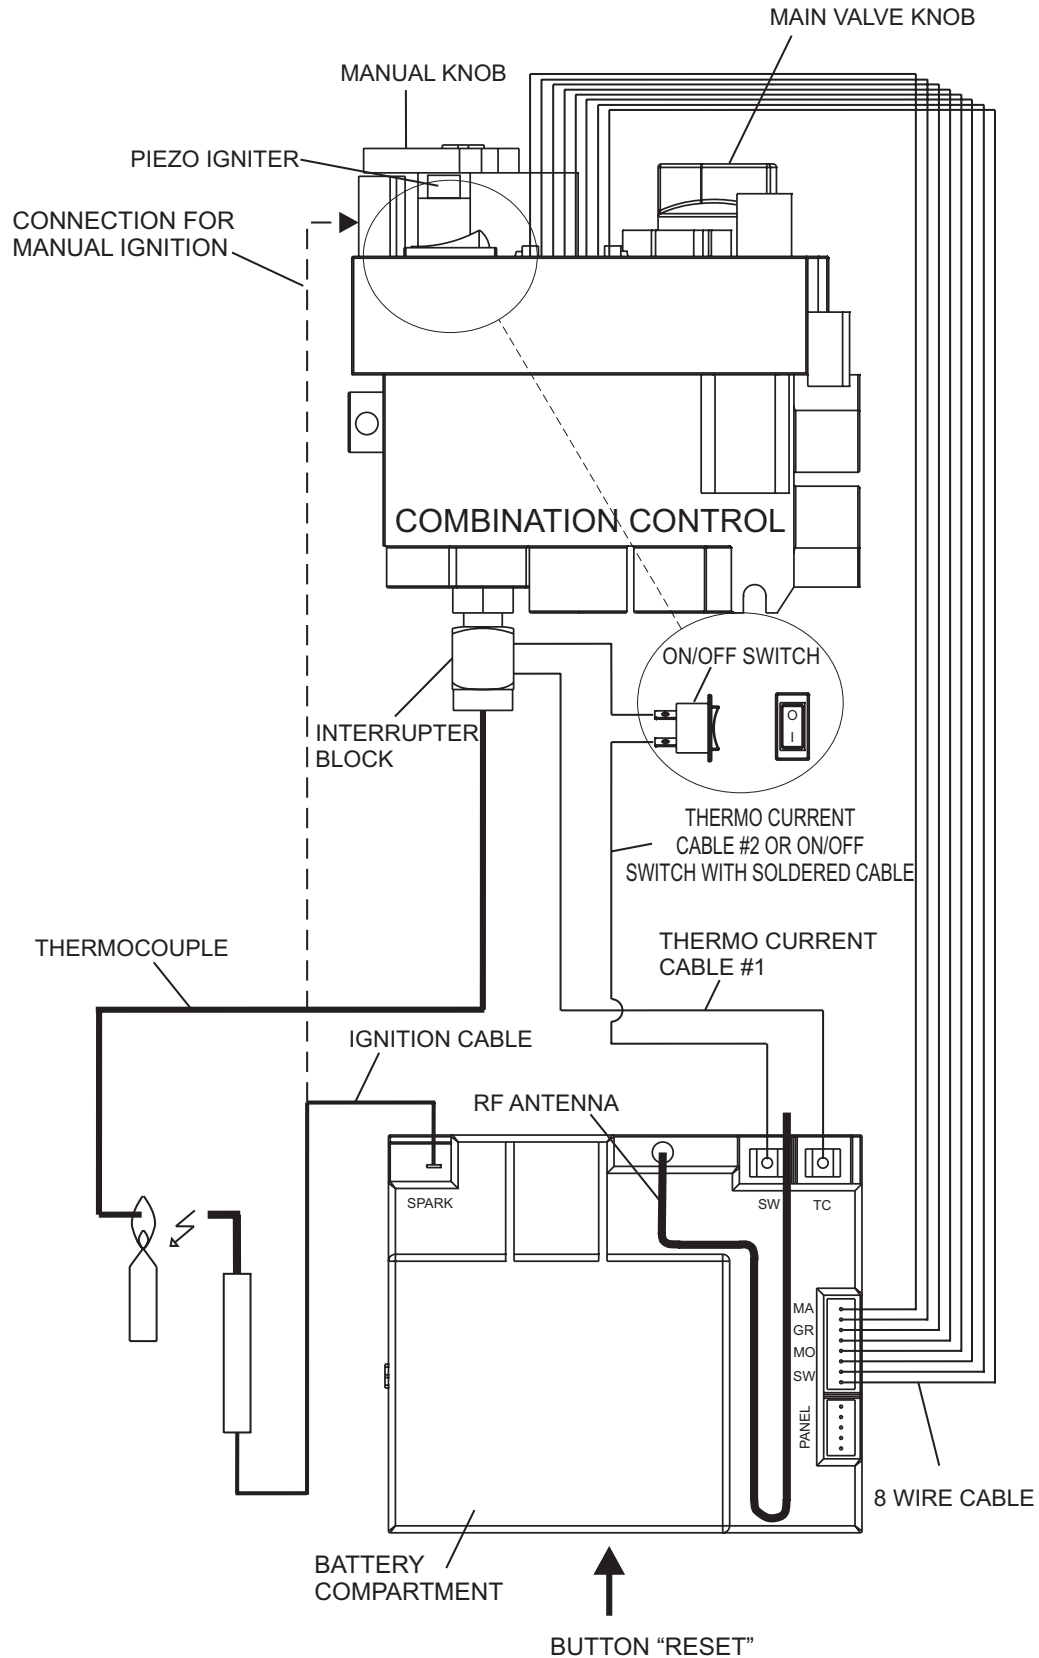 MAIN VALVE KNOB
MANUAL KNOB
PIEZO IGNITER
CONNECTION FOR
MANUAL IGNITION
COMBINATION CONTROL
ON/OFF SWITCH
O
I
INTERRUPTER
BLOCK
THERMO CURRENT
CABLE #2 OR ON/OFF
SWITCH WITH SOLDERED CABLE
THERMOCOUPLE
THERMO CURRENT
CABLE #1
IGNITION CABLE
RF ANTENNA
SPARK
SW
TC
MA
GR
MO
SW
PANEL
8 WIRE CABLE
BATTERY
COMPARTMENT
BUTTON “RESET”